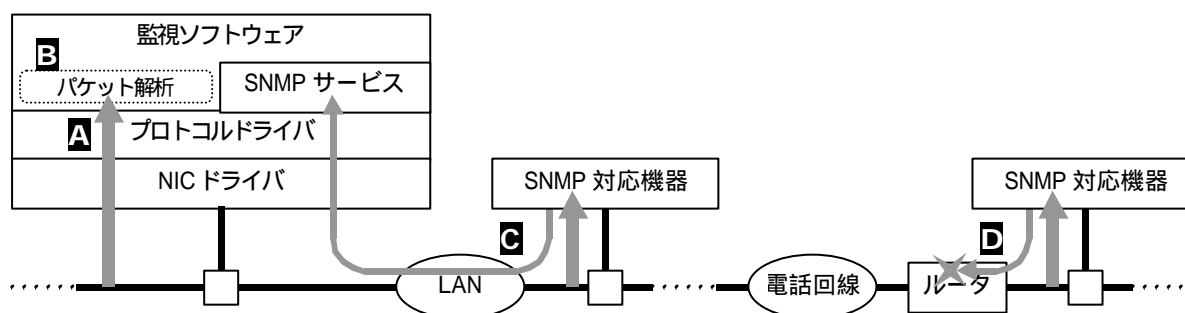 監視ソフトウェア
B
パケット解析
SNMP サービス
A
プロトコルドライバ
NIC ドライバ
SNMP 対応機器
SNMP 対応機器
C
D
LAN
電話回線
ルータ